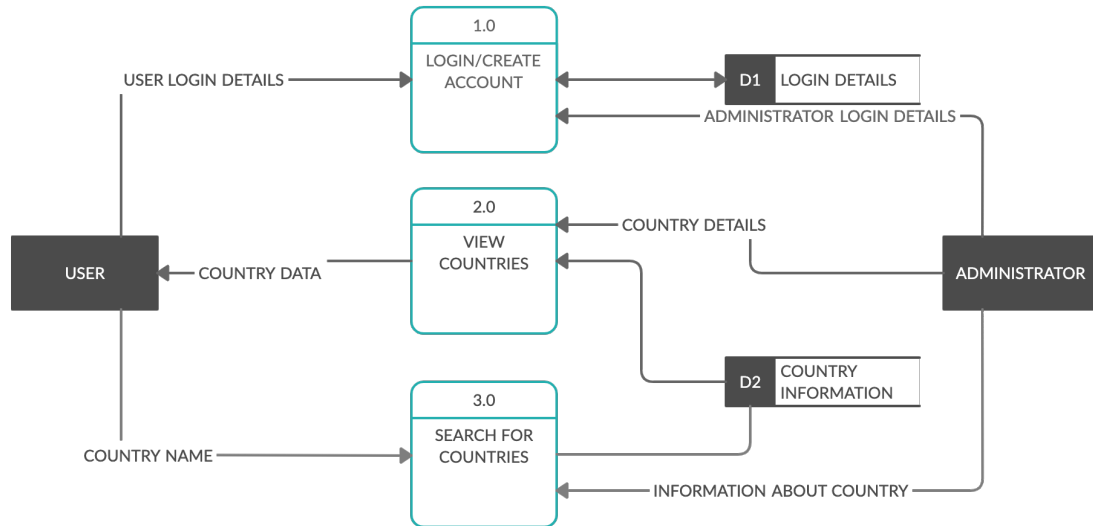 1.0
LOGIN/CREATE
ACCOUNT
USER LOGIN DETAILS
D1
LOGIN DETAILS
ADMINISTRATOR LOGIN DETAILS
2.0
VIEW
COUNTRIES
COUNTRY DETAILS
USER
COUNTRY DATA
ADMINISTRATOR
D2
COUNTRY
INFORMATION
3.0
SEARCH FOR
COUNTRIES
COUNTRY NAME
INFORMATION ABOUT COUNTRY